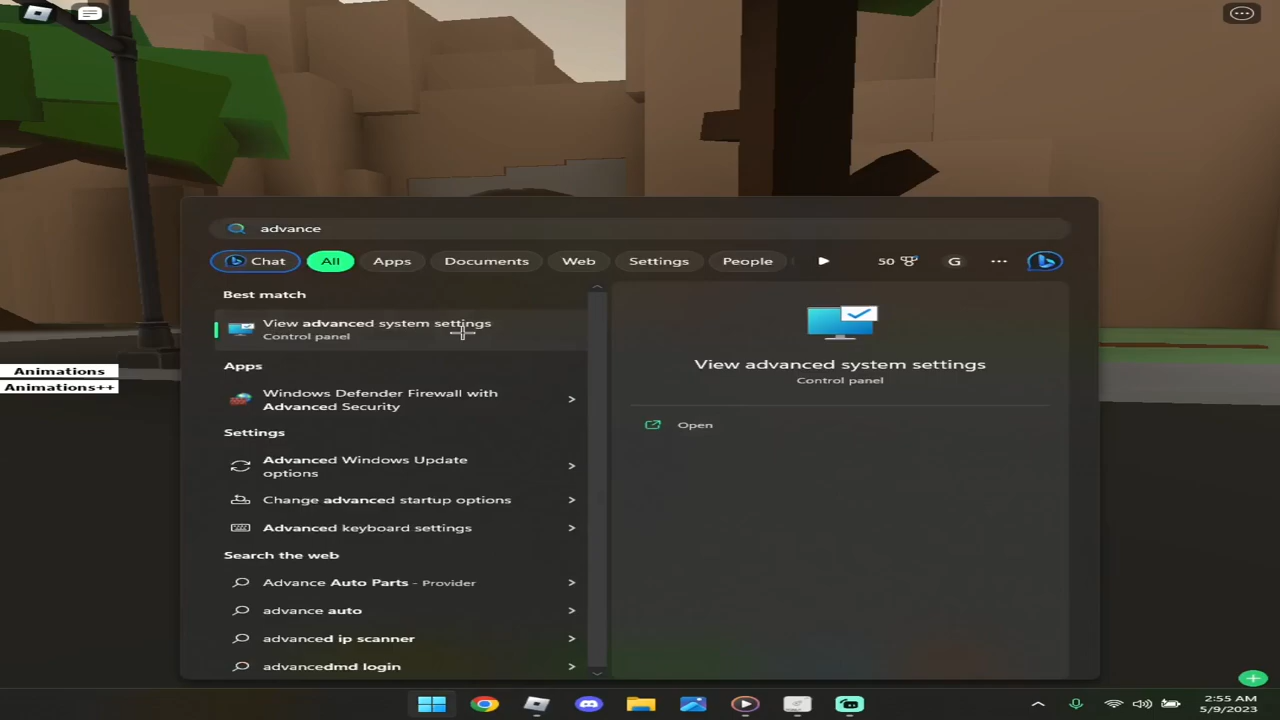 advance
Chat
All
Apps
Documents
Web
Settings
People
50
G
Best match
View advanced system settings
Control panel
Apps
Windows Defender Firewall with
Advanced Security
Settings
Advanced Windows Update
options
Change advanced startup options
Advanced keyboard settings
Search the web
Advance Auto Parts - Provider
advance auto
advanced ip scanner
advancedmd login
View advanced system settings
Control panel
Open
Animations
Animations++
2:55 AM
5/9/2023